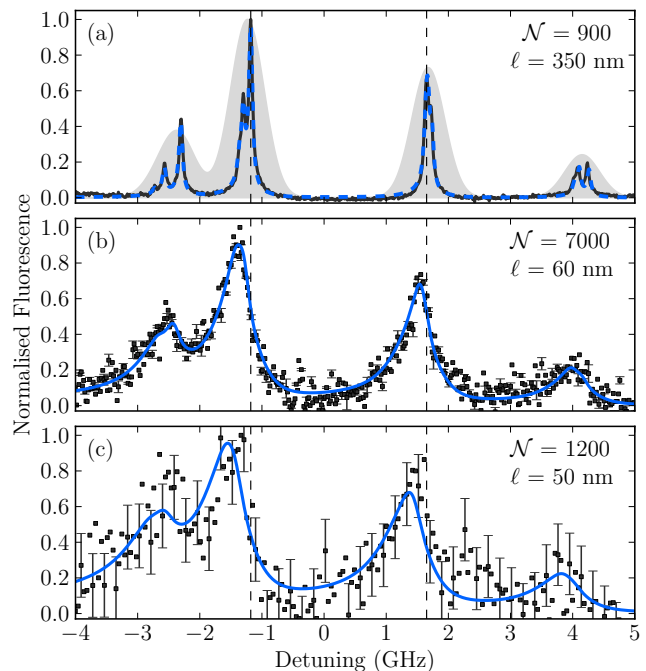 (a)
𝒩 = 900
ℓ = 350 nm
1.0
0.8
0.6
0.4
0.2
0.0
(b)
𝒩 = 7000
ℓ = 60 nm
1.0
0.8
0.6
0.4
0.2
0.0
Normalised Fluorescence
(c)
𝒩 = 1200
ℓ = 50 nm
1.0
0.8
0.6
0.4
0.2
0.0
−4 −3 −2 −1 0 1 2 3 4 5
Detuning (GHz)